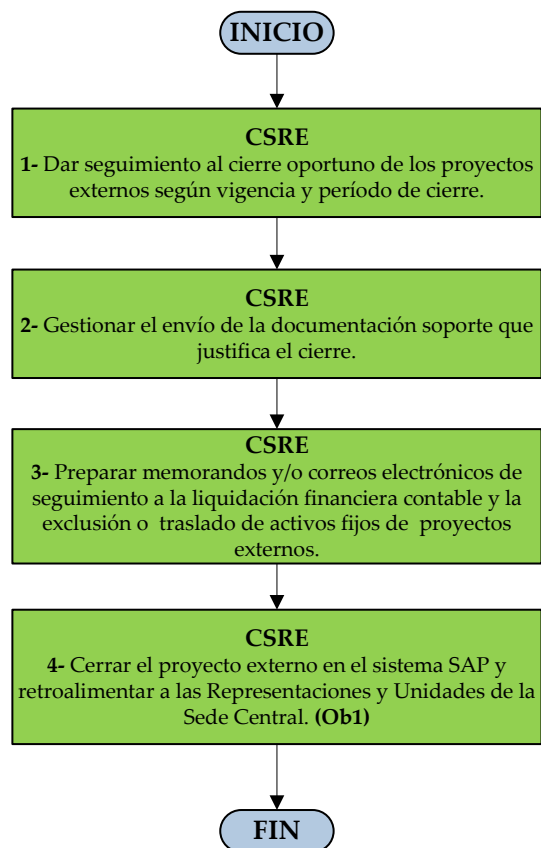 INICIO
CSRE
1- Dar seguimiento al cierre oportuno de los proyectos
externos según vigencia y período de cierre.
CSRE
2- Gestionar el envío de la documentación soporte que
justifica el cierre.
CSRE
3- Preparar memorandos y/o correos electrónicos de
seguimiento a la liquidación financiera contable y la
exclusión o traslado de activos fijos de proyectos
externos.
CSRE
4- Cerrar el proyecto externo en el sistema SAP y
retroalimentar a las Representaciones y Unidades de la
Sede Central. (Ob1)
FIN